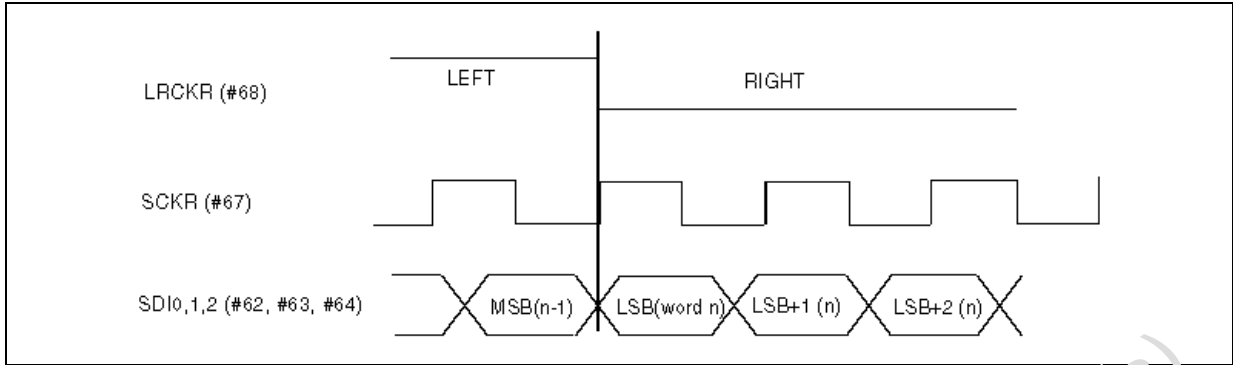 LRCKR (#68)
LEFT
RIGHT
SCKR (#67)
SDI0,1,2 (#62, #63, #64)
MSB(n-1)
LSB(word n)
LSB+1 (n)
LSB+2 (n)